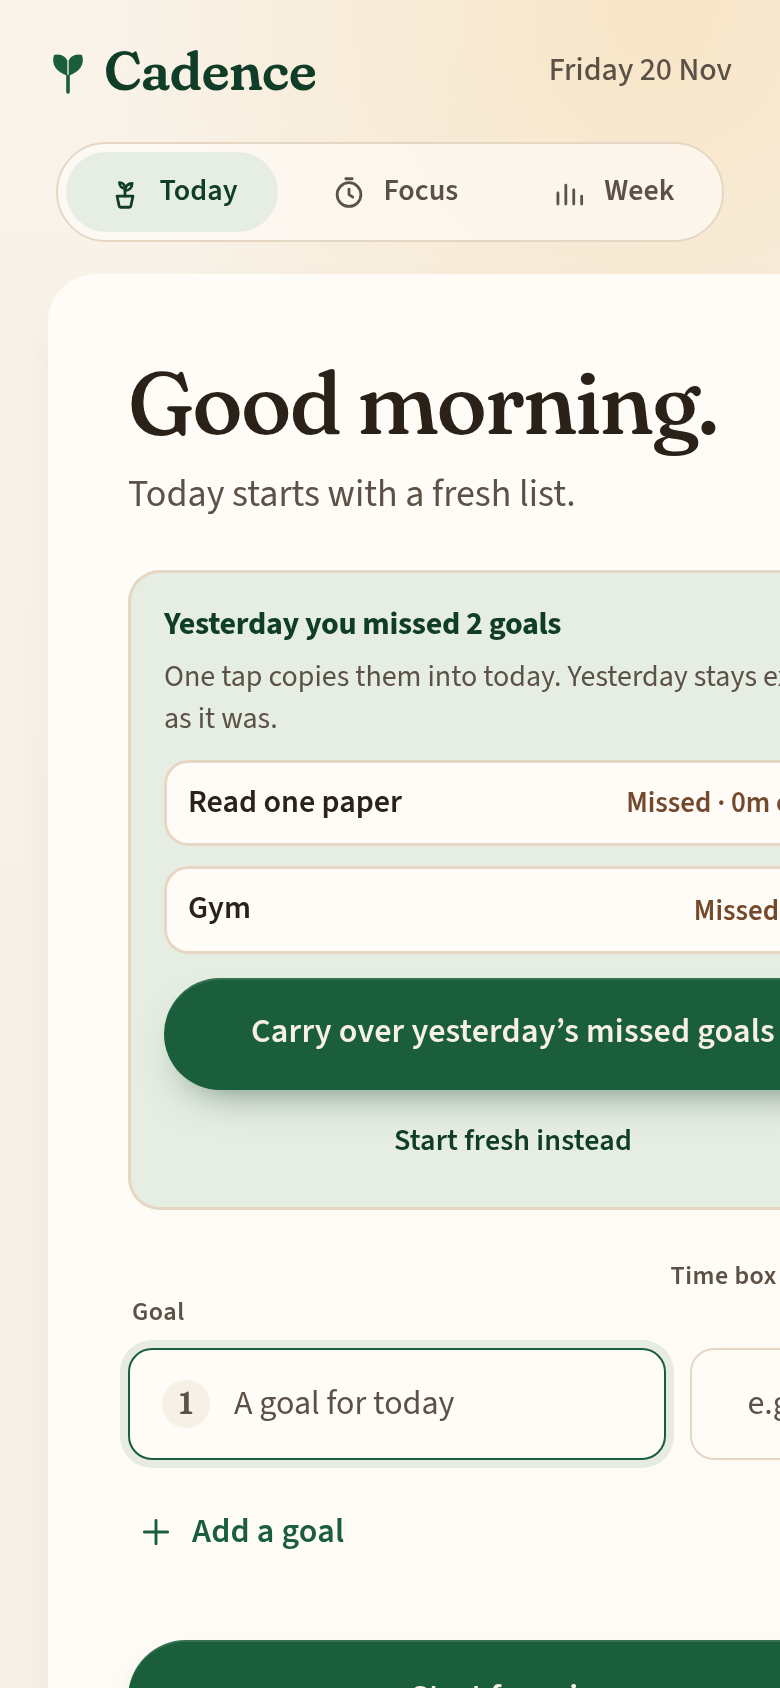 Cadence
Friday 20 Nov
Today
Focus
Week
Good morning.
Today starts with a fresh list.
Yesterday you missed 2 goals
One tap copies them into today. Yesterday stays
as it was.
Read one paper
Missed · 0m
Gym
Missed
Carry over yesterday’s missed goals
Start fresh instead
Time box
Goal
1
A goal for today
Add a goal